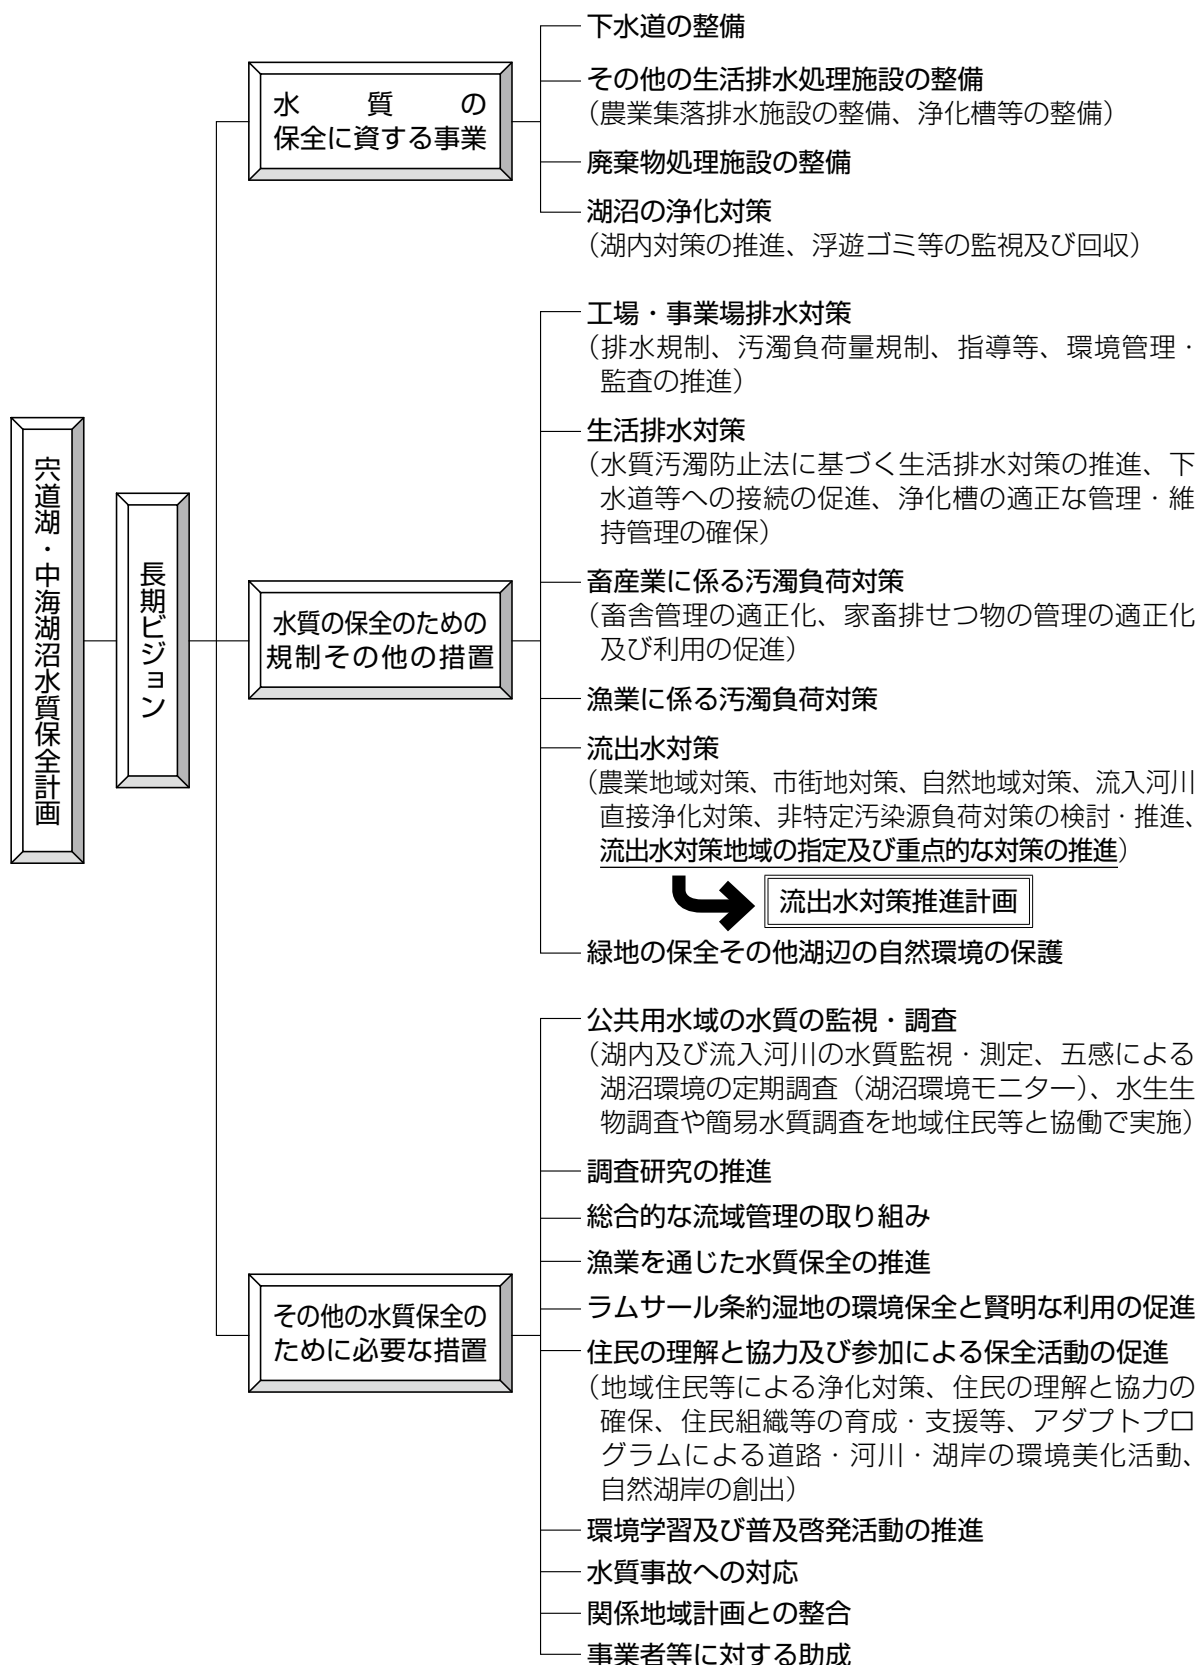 宍道湖・中海湖沼水質保全計画
長期ビジョン
水質の
保全に資する事業
下水道の整備
その他の生活排水処理施設の整備
（農業集落排水施設の整備、浄化槽等の整備）
廃棄物処理施設の整備
湖沼の浄化対策
（湖内対策の推進、浮遊ゴミ等の監視及び回収）
水質の保全のための
規制その他の措置
工場・事業場排水対策
（排水規制、汚濁負荷量規制、指導等、環境管理・
監査の推進）
生活排水対策
（水質汚濁防止法に基づく生活排水対策の推進、下
水道等への接続の促進、浄化槽の適正な管理・維
持管理の確保）
畜産業に係る汚濁負荷対策
（畜舎管理の適正化、家畜排せつ物の管理の適正化
及び利用の促進）
漁業に係る汚濁負荷対策
流出水対策
（農業地域対策、市街地対策、自然地域対策、流入河川
直接浄化対策、非特定汚染源負荷対策の検討・推進、
流出水対策地域の指定及び重点的な対策の推進）
流出水対策推進計画
緑地の保全その他湖辺の自然環境の保護
その他の水質保全の
ために必要な措置
公共用水域の水質の監視・調査
（湖内及び流入河川の水質監視・測定、五感による
湖沼環境の定期調査（湖沼環境モニター）、水生生
物調査や簡易水質調査を地域住民等と協働で実施）
調査研究の推進
総合的な流域管理の取り組み
漁業を通じた水質保全の推進
ラムサール条約湿地の環境保全と賢明な利用の促進
住民の理解と協力及び参加による保全活動の促進
（地域住民等による浄化対策、住民の理解と協力の
確保、住民組織等の育成・支援等、アダプトプロ
グラムによる道路・河川・湖岸の環境美化活動、
自然湖岸の創出）
環境学習及び普及啓発活動の推進
水質事故への対応
関係地域計画との整合
事業者等に対する助成